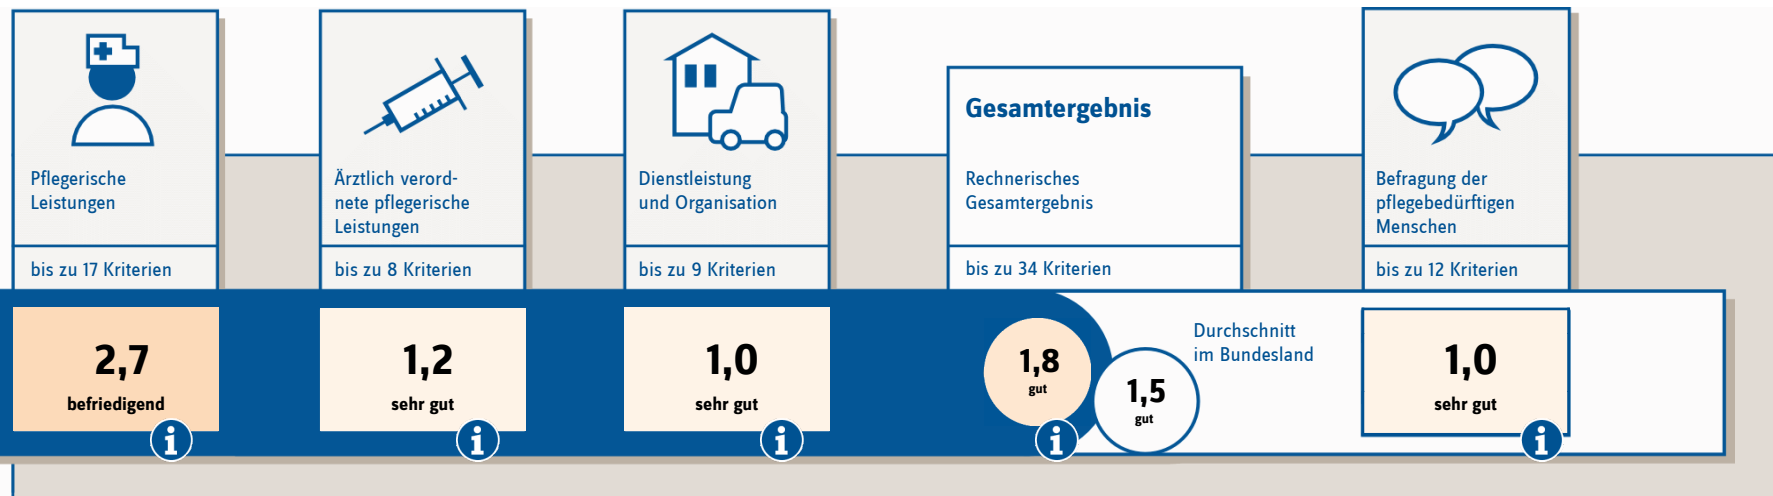 Pflegerische
Leistungen
bis zu 17 Kriterien
2,7
befriedigend
i
Ärztlich verord-
nete pflegerische
Leistungen
bis zu 8 Kriterien
1,2
sehr gut
i
Dienstleistung
und Organisation
bis zu 9 Kriterien
1,0
sehr gut
i
Gesamtergebnis
Rechnerisches
Gesamtergebnis
bis zu 34 Kriterien
1,8
gut
i
1,5
gut
Durchschnitt
im Bundesland
Befragung der
pflegebedürftigen
Menschen
bis zu 12 Kriterien
1,0
sehr gut
i